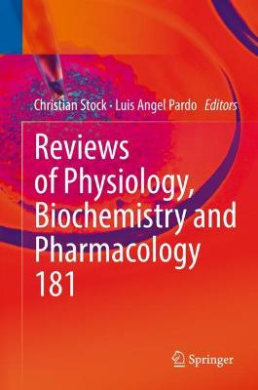 Christian Stock · Luis Angel Pardo Editors
Reviews
of Physiology,
Biochemistry and
Pharmacology
181
Springer